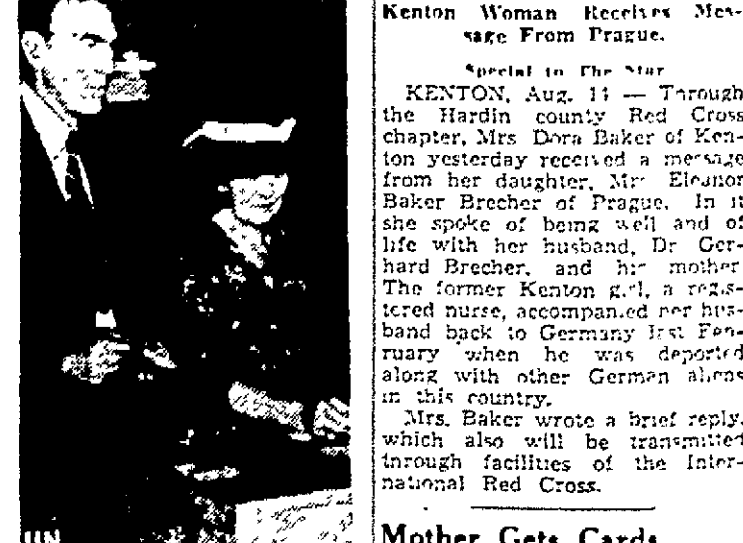 Kenton Woman Receives Mes-
sage From Prague.
Special to The Star
KENTON, Aug. 11 — Through
the Hardin county Red Cross
chapter, Mrs Dora Baker of Ken-
ton yesterday received a message
from her daughter, Mrs Eleanor
Baker Brecher of Prague. In it
she spoke of being well and of
life with her husband, Dr Ger-
hard Brecher, and his mother
The former Kenton girl, a regis-
tered nurse, accompanied her hus-
band back to Germany last Feb-
ruary when he was deported
along with other German aliens
in this country.
Mrs. Baker wrote a brief reply,
which also will be transmitted
through facilities of the Inter-
national Red Cross.
Mother Gets Cards